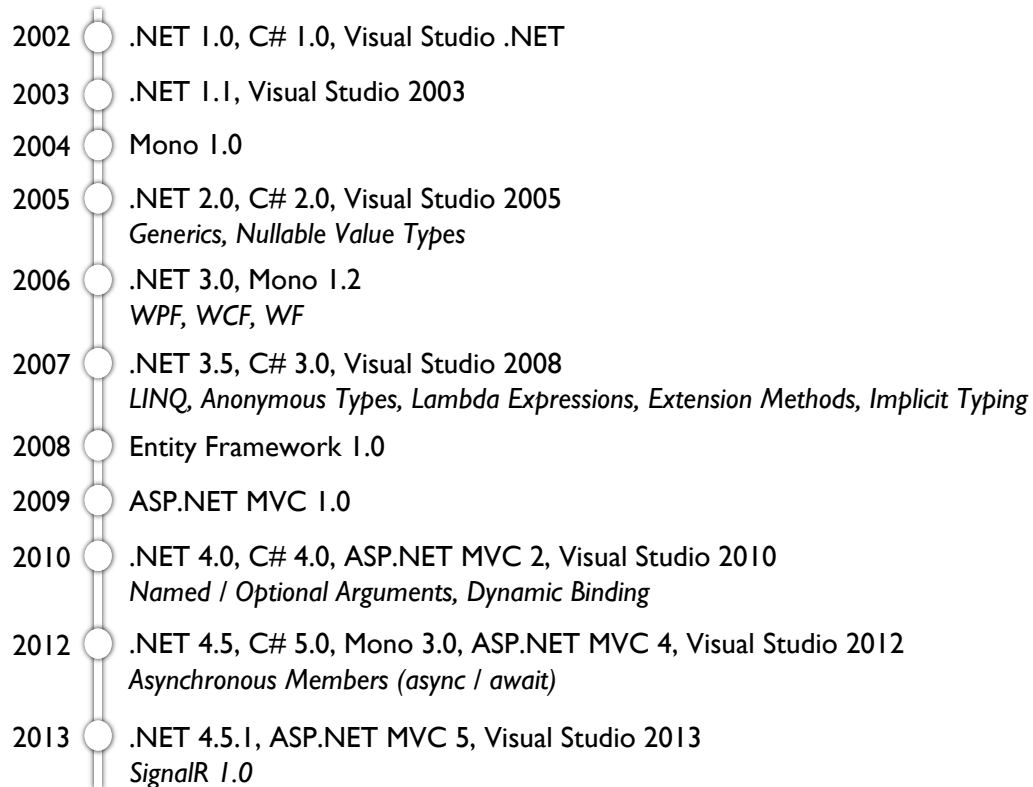 2002 .NET 1.0, C# 1.0, Visual Studio .NET
2003 .NET 1.1, Visual Studio 2003
2004 Mono 1.0
2005 .NET 2.0, C# 2.0, Visual Studio 2005
Generics, Nullable Value Types
2006 .NET 3.0, Mono 1.2
WPF, WCF, WF
2007 .NET 3.5, C# 3.0, Visual Studio 2008
LINQ, Anonymous Types, Lambda Expressions, Extension Methods, Implicit Typing
2008 Entity Framework 1.0
2009 ASP.NET MVC 1.0
2010 .NET 4.0, C# 4.0, ASP.NET MVC 2, Visual Studio 2010
Named / Optional Arguments, Dynamic Binding
2012 .NET 4.5, C# 5.0, Mono 3.0, ASP.NET MVC 4, Visual Studio 2012
Asynchronous Members (async / await)
2013 .NET 4.5.1, ASP.NET MVC 5, Visual Studio 2013
SignalR 1.0